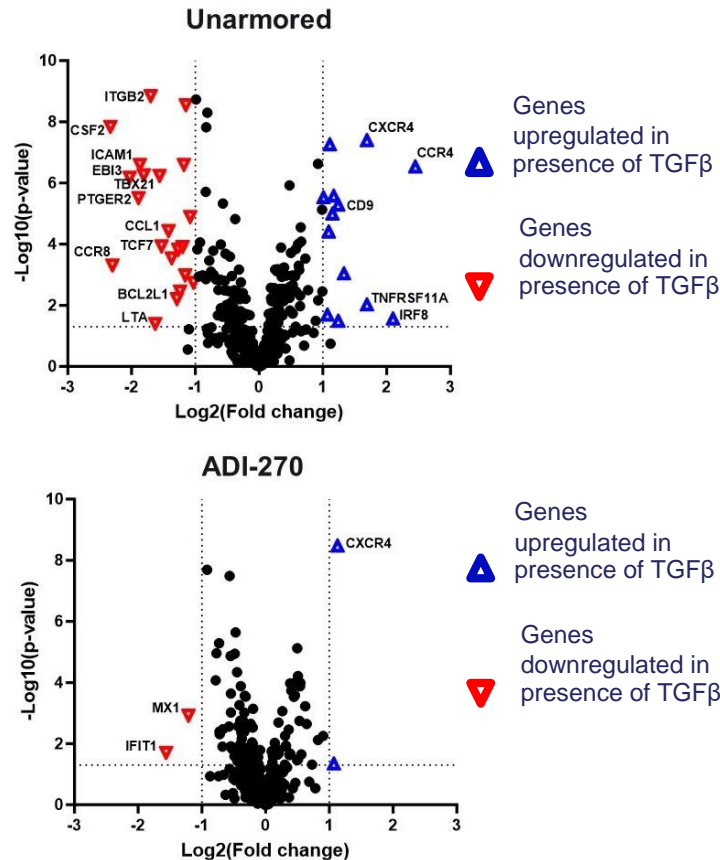 Unarmored
10
8
6
4
2
0
-Log10(p-value)
ITGB2
CSF2
ICAM1
EBI3
TBX21
PTGER2
CCL1
TCF7
CCR8
BCL2L1
LTA
CXCR4
CCR4
CD9
TNFRSF11A
IRF8
-3 -2 -1 0 1 2 3
Log2(Fold change)
Genes
upregulated in
presence of TGFβ
Genes
downregulated in
presence of TGFβ
ADI-270
10
8
6
4
2
0
-Log10(p-value)
CXCR4
MX1
IFIT1
-3 -2 -1 0 1 2 3
Log2(Fold change)
Genes
upregulated in
presence of TGFβ
Genes
downregulated in
presence of TGFβ